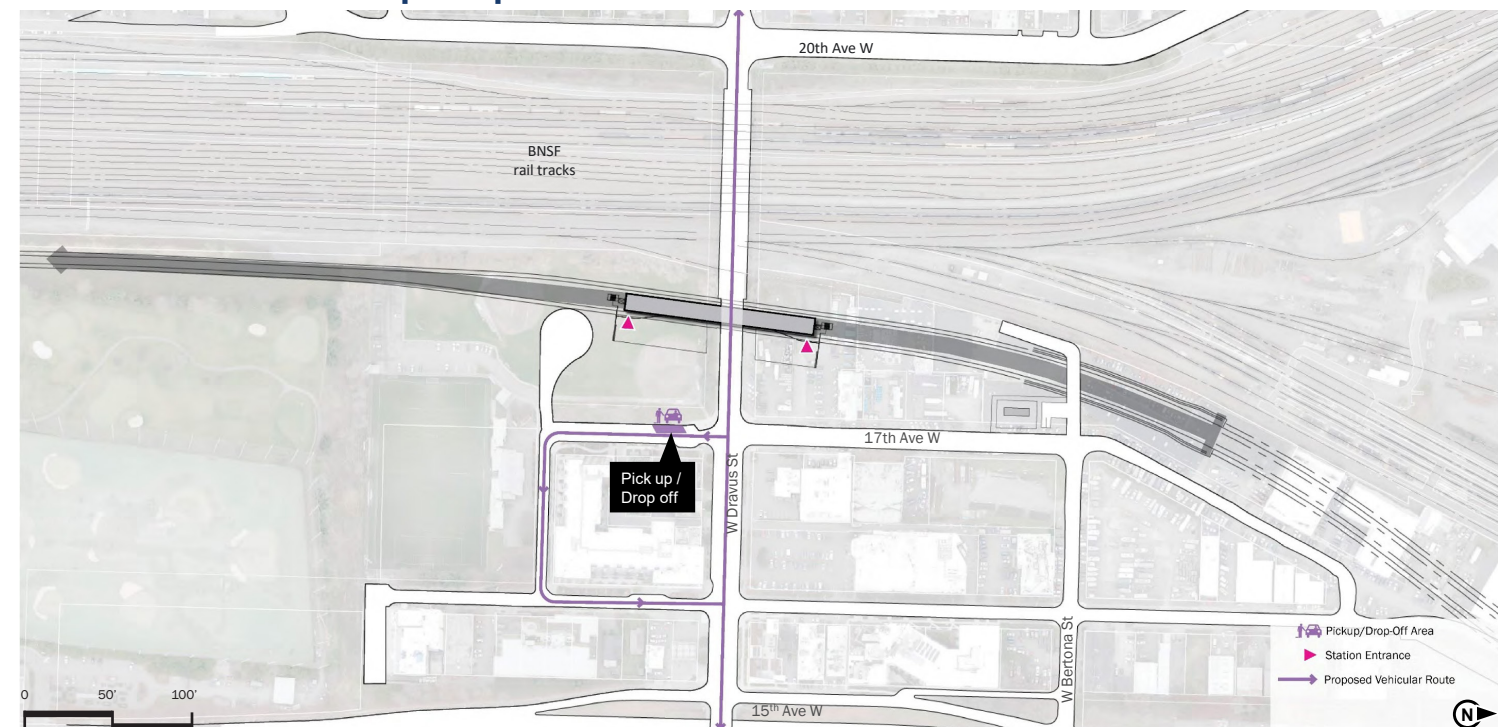 20th Ave W
BNSF
rail tracks
17th Ave W
Pick up /
Drop off
W Dravus St
W Bertona St
Pickup/Drop-Off Area
Station Entrance
Proposed Vehicular Route
0 50' 100'
15th Ave W
N